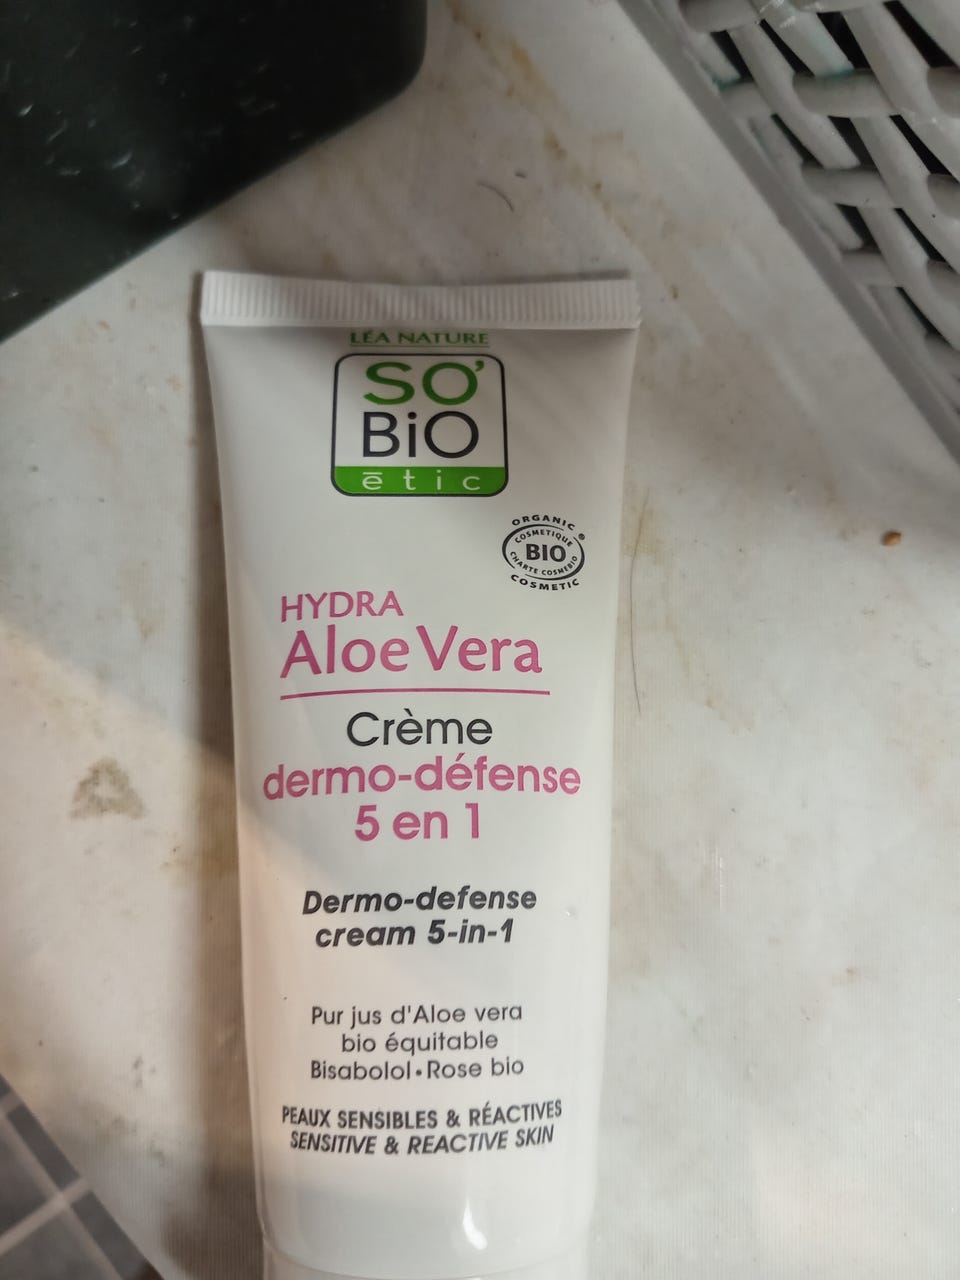 LÉA NATURE
SO'
BiO
ētic
ORGANIC
COSMETIQUE
BIO
CHARTE COSMEBIO
COSMETIC
®
HYDRA
Aloe Vera
Crème
dermo-défense
5 en 1
Dermo-defense
cream 5-in-1
Pur jus d'Aloe vera
bio équitable
Bisabolol • Rose bio
PEAUX SENSIBLES & RÉACTIVES
SENSITIVE & REACTIVE SKIN